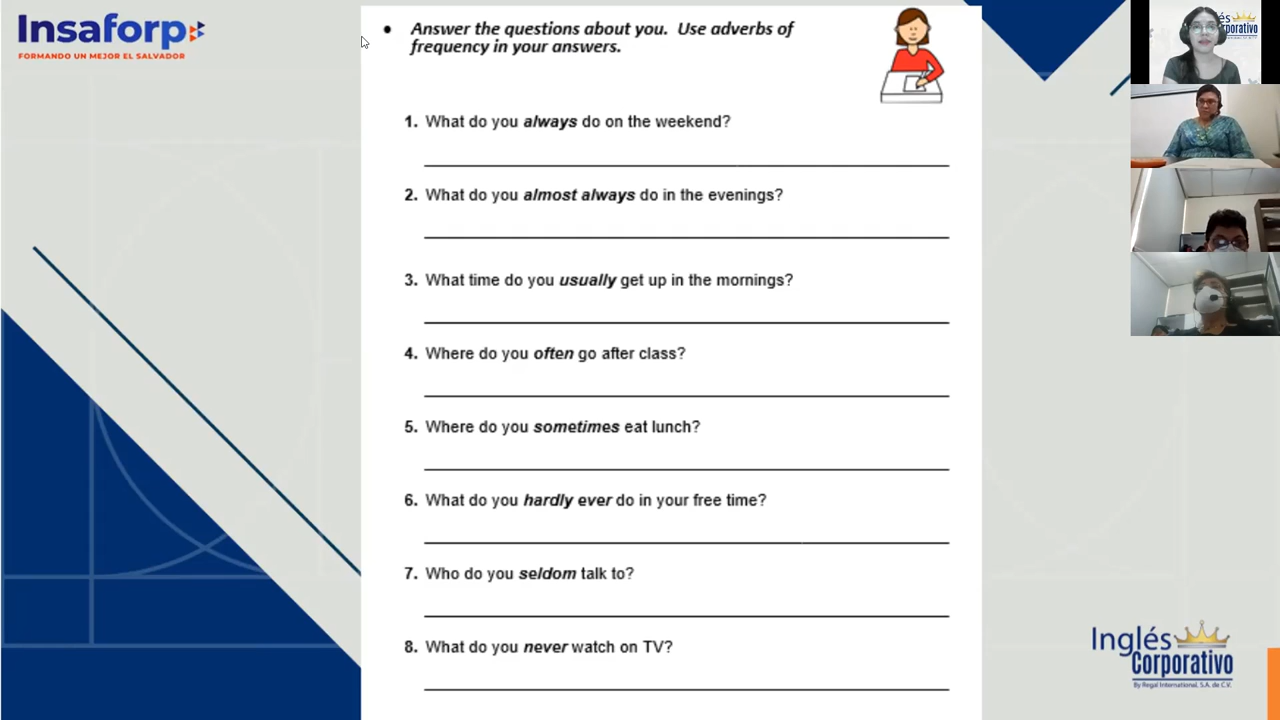 Insaforp
FORMANDO UN MEJOR EL SALVADOR
• Answer the questions about you. Use adverbs of
frequency in your answers.
1. What do you always do on the weekend?
2. What do you almost always do in the evenings?
3. What time do you usually get up in the mornings?
4. Where do you often go after class?
5. Where do you sometimes eat lunch?
6. What do you hardly ever do in your free time?
7. Who do you seldom talk to?
8. What do you never watch on TV?
Inglés
Corporativo
By Regal International, S.A. de C.V.
glés
orporativo